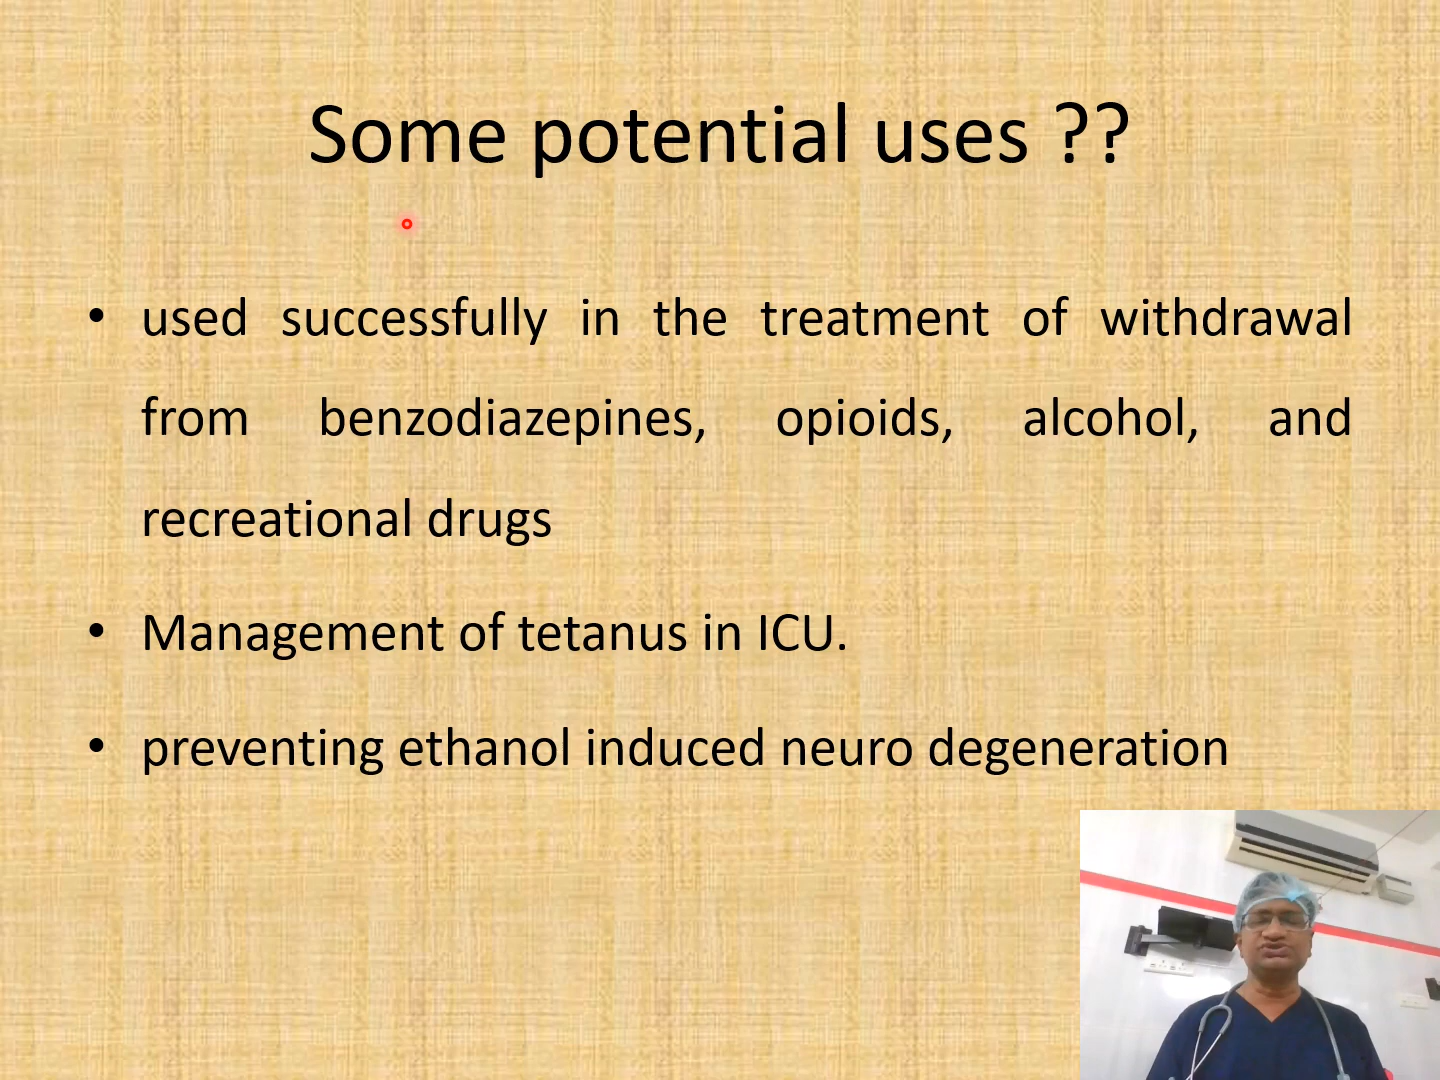 Some potential uses ??
• used successfully in the treatment of withdrawal
from benzodiazepines, opioids, alcohol, and
recreational drugs
• Management of tetanus in ICU.
• preventing ethanol induced neuro degeneration